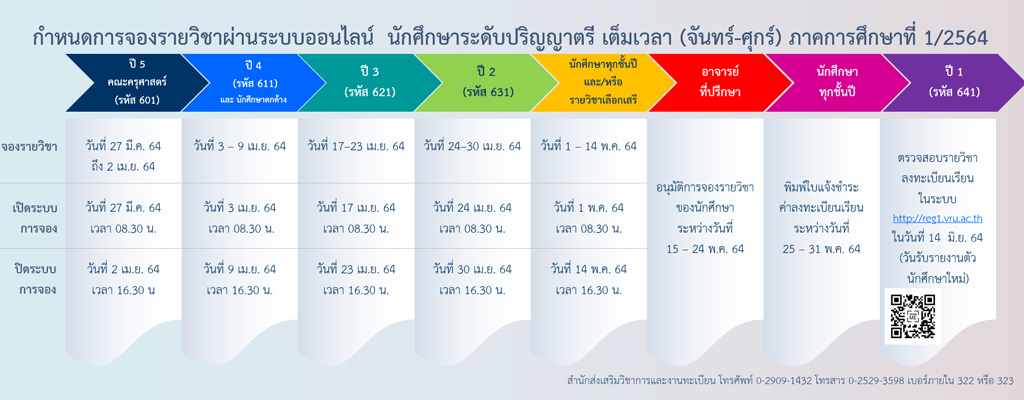 กำหนดการจองรายวิชาผ่านระบบออนไลน์ นักศึกษาระดับปริญญาตรี เต็มเวลา (จันทร์-ศุกร์) ภาคการศึกษาที่ 1/2564
ปี 5
คณะครุศาสตร์
(รหัส 601)
ปี 4
(รหัส 611)
และ นักศึกษาตกค้าง
ปี 3
(รหัส 621)
ปี 2
(รหัส 631)
นักศึกษาทุกชั้นปี
และ/หรือ
รายวิชาเลือกเสรี
อาจารย์
ที่ปรึกษา
นักศึกษา
ทุกชั้นปี
ปี 1
(รหัส 641)
จองรายวิชา
วันที่ 27 มี.ค. 64
ถึง 2 เม.ย. 64
วันที่ 3 – 9 เม.ย. 64
วันที่ 17–23 เม.ย. 64
วันที่ 24–30 เม.ย. 64
วันที่ 1 – 14 พ.ค. 64
เปิดระบบ
การจอง
วันที่ 27 มี.ค. 64
เวลา 08.30 น.
วันที่ 3 เม.ย. 64
เวลา 08.30 น.
วันที่ 17 เม.ย. 64
เวลา 08.30 น.
วันที่ 24 เม.ย. 64
เวลา 08.30 น.
วันที่ 1 พ.ค. 64
เวลา 08.30 น.
ปิดระบบ
การจอง
วันที่ 2 เม.ย. 64
เวลา 16.30 น.
วันที่ 9 เม.ย. 64
เวลา 16.30 น.
วันที่ 23 เม.ย. 64
เวลา 16.30 น.
วันที่ 30 เม.ย. 64
เวลา 16.30 น.
วันที่ 14 พ.ค. 64
เวลา 16.30 น.
อนุมัติการจองรายวิชา
ของนักศึกษา
ระหว่างวันที่
15 – 24 พ.ค. 64
พิมพ์ใบแจ้งชำระ
ค่าลงทะเบียนเรียน
ระหว่างวันที่
25 – 31 พ.ค. 64
ตรวจสอบรายวิชา
ลงทะเบียนเรียน
ในระบบ
http://reg1.vru.ac.th
ในวันที่ 14 มิ.ย. 64
(วันรับรายงานตัว
นักศึกษาใหม่)
สำนักส่งเสริมวิชาการและงานทะเบียน โทรศัพท์ 0-2909-1432 โทรสาร 0-2529-3598 เบอร์ภายใน 322 หรือ 323